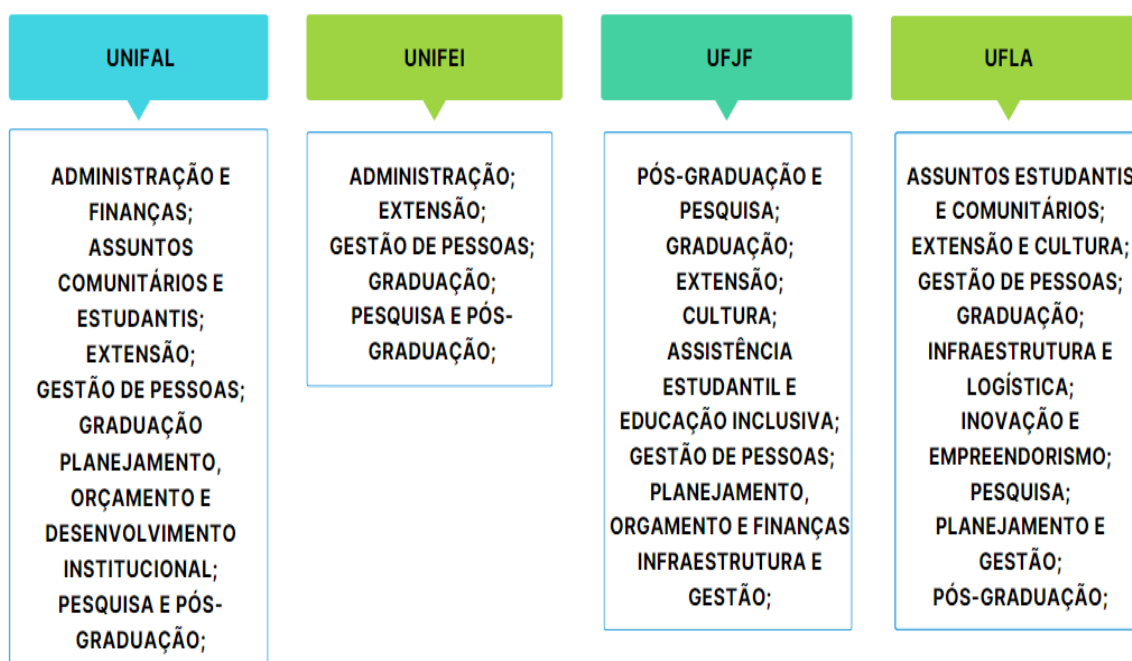 UNIFAL
ADMINISTRAÇÃO E
FINANÇAS;
ASSUNTOS
COMUNITÁRIOS E
ESTUDANTIS;
EXTENSÃO;
GESTÃO DE PESSOAS;
GRADUAÇÃO
PLANEJAMENTO,
ORÇAMENTO E
DESENVOLVIMENTO
INSTITUCIONAL;
PESQUISA E PÓS-
GRADUAÇÃO;
UNIFEI
ADMINISTRAÇÃO;
EXTENSÃO;
GESTÃO DE PESSOAS;
GRADUAÇÃO;
PESQUISA E PÓS-
GRADUAÇÃO;
UFJF
PÓS-GRADUAÇÃO E
PESQUISA;
GRADUAÇÃO;
EXTENSÃO;
CULTURA;
ASSISTÊNCIA
ESTUDANTIL E
EDUCAÇÃO INCLUSIVA;
GESTÃO DE PESSOAS;
PLANEJAMENTO,
ORGAMENTO E FINANÇAS
INFRAESTRUTURA E
GESTÃO;
UFLA
ASSUNTOS ESTUDANTIS
E COMUNITÁRIOS;
EXTENSÃO E CULTURA;
GESTÃO DE PESSOAS;
GRADUAÇÃO;
INFRAESTRUTURA E
LOGÍSTICA;
INOVAÇÃO E
EMPREENDORISMO;
PESQUISA;
PLANEJAMENTO E
GESTÃO;
PÓS-GRADUAÇÃO;